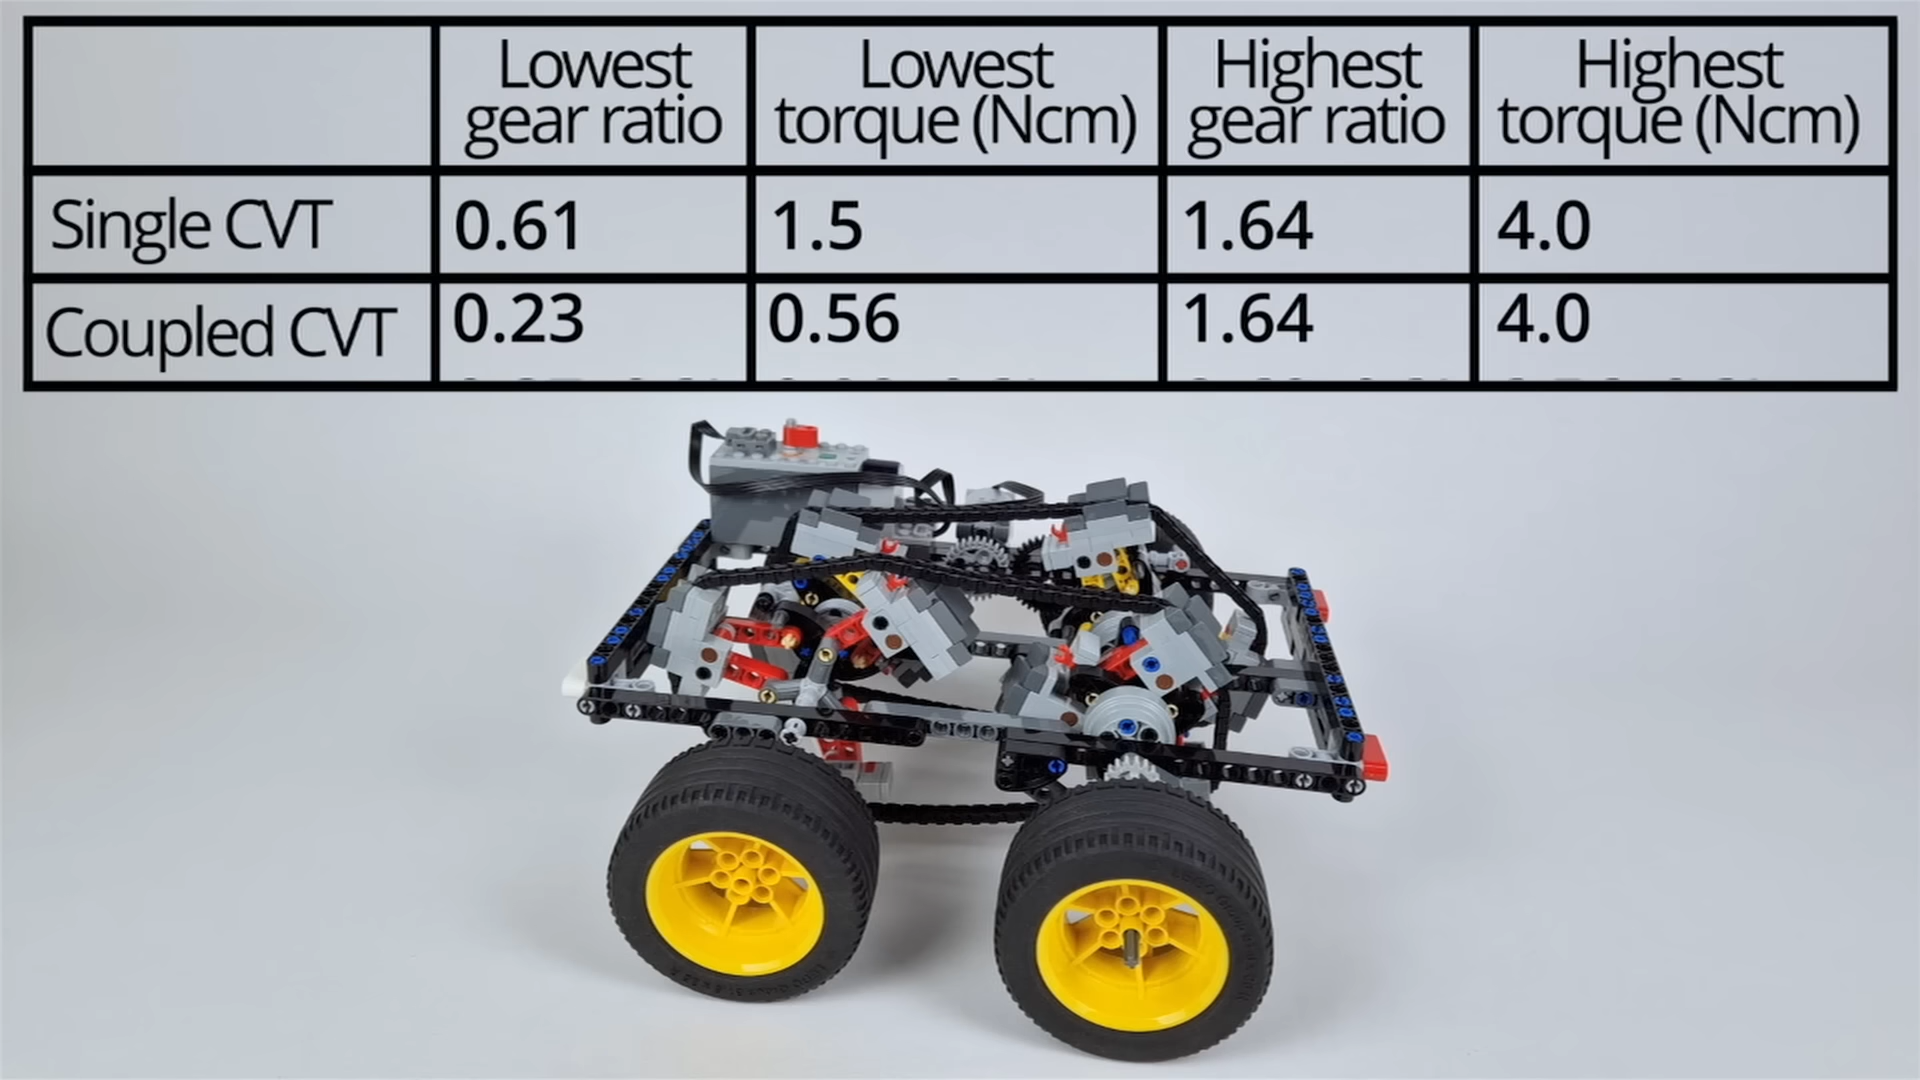 Lowest gear ratio
Lowest torque (Ncm)
Highest gear ratio
Highest torque (Ncm)
Single CVT
0.61
1.5
1.64
4.0
Coupled CVT
0.23
0.56
1.64
4.0